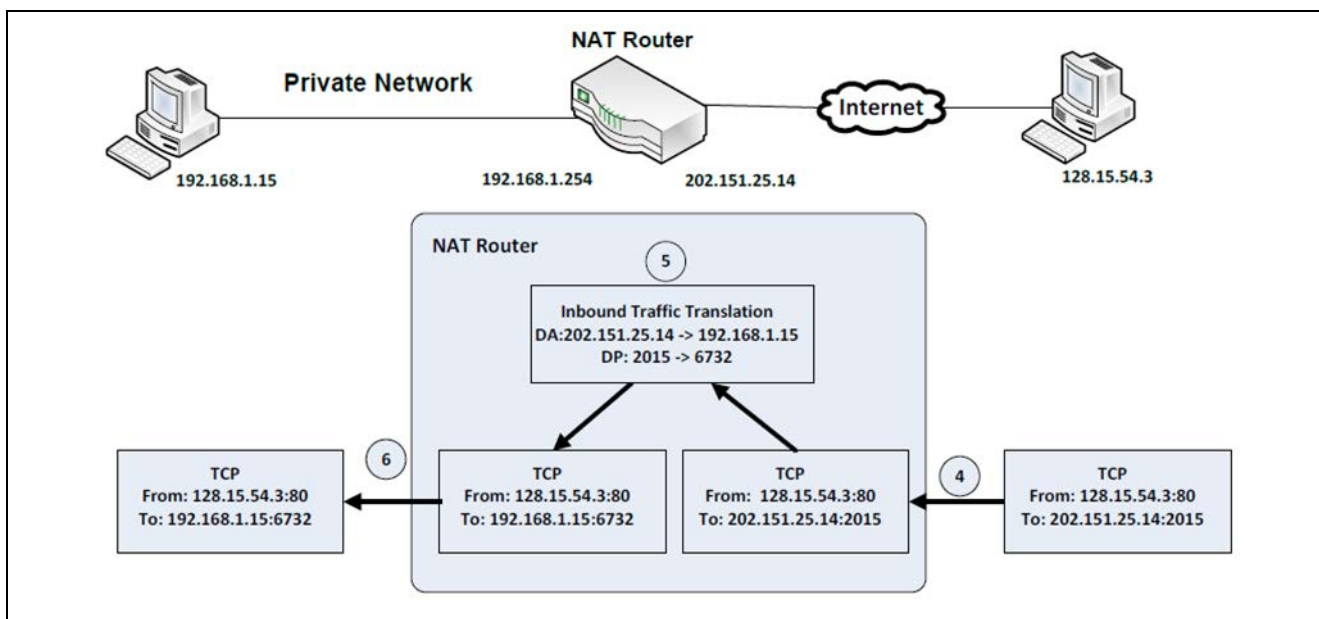 NAT Router
Private Network
Internet
192.168.1.15
192.168.1.254
202.151.25.14
128.15.54.3
NAT Router
5
Inbound Traffic Translation
DA:202.151.25.14 -> 192.168.1.15
DP: 2015 -> 6732
6
4
TCP
From: 128.15.54.3:80
To: 192.168.1.15:6732
TCP
From: 128.15.54.3:80
To: 192.168.1.15:6732
TCP
From: 128.15.54.3:80
To: 202.151.25.14:2015
TCP
From: 128.15.54.3:80
To: 202.151.25.14:2015